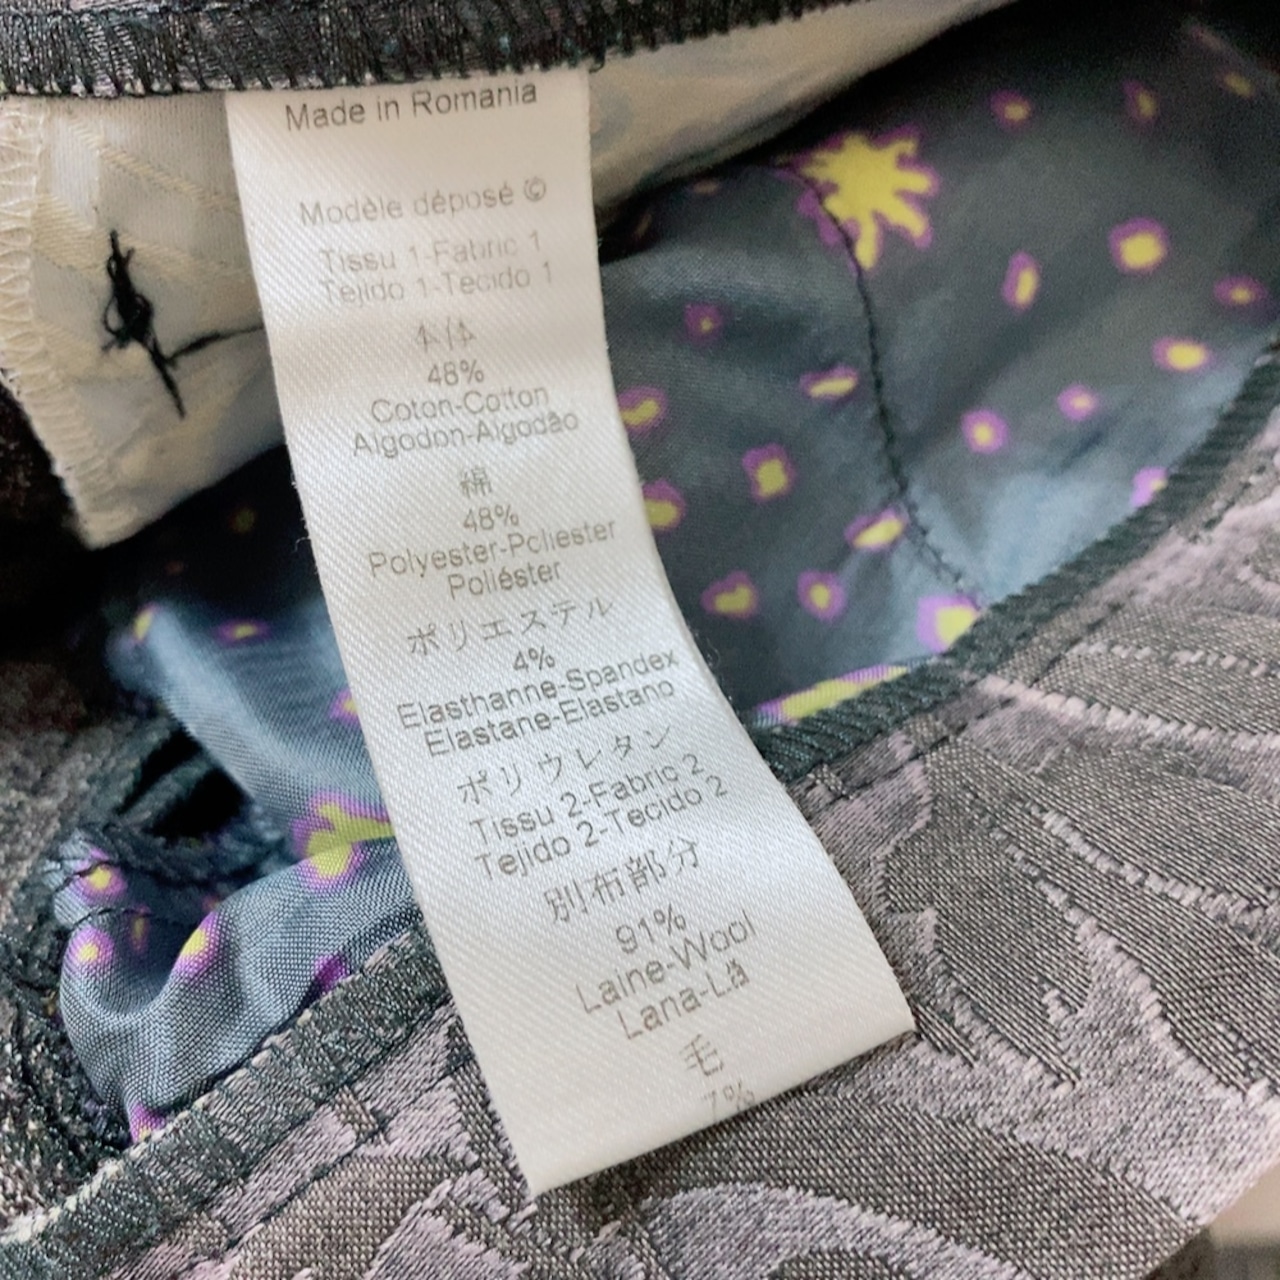 Made in Romania
Modèle déposé ©
Tissu 1-Fabric 1
Tejido 1-Tecido 1
本体
48%
Coton-Cotton
Algodon-Algodão
綿
48%
Polyester-Poliester
Poliéster
ポリエステル
4%
Elasthanne-Spandex
Elastane-Elastano
ポリウレタン
Tissu 2-Fabric 2
Tejido 2-Tecido 2
別布部分
91%
Laine-Wool
Lana-Lã
毛
7%